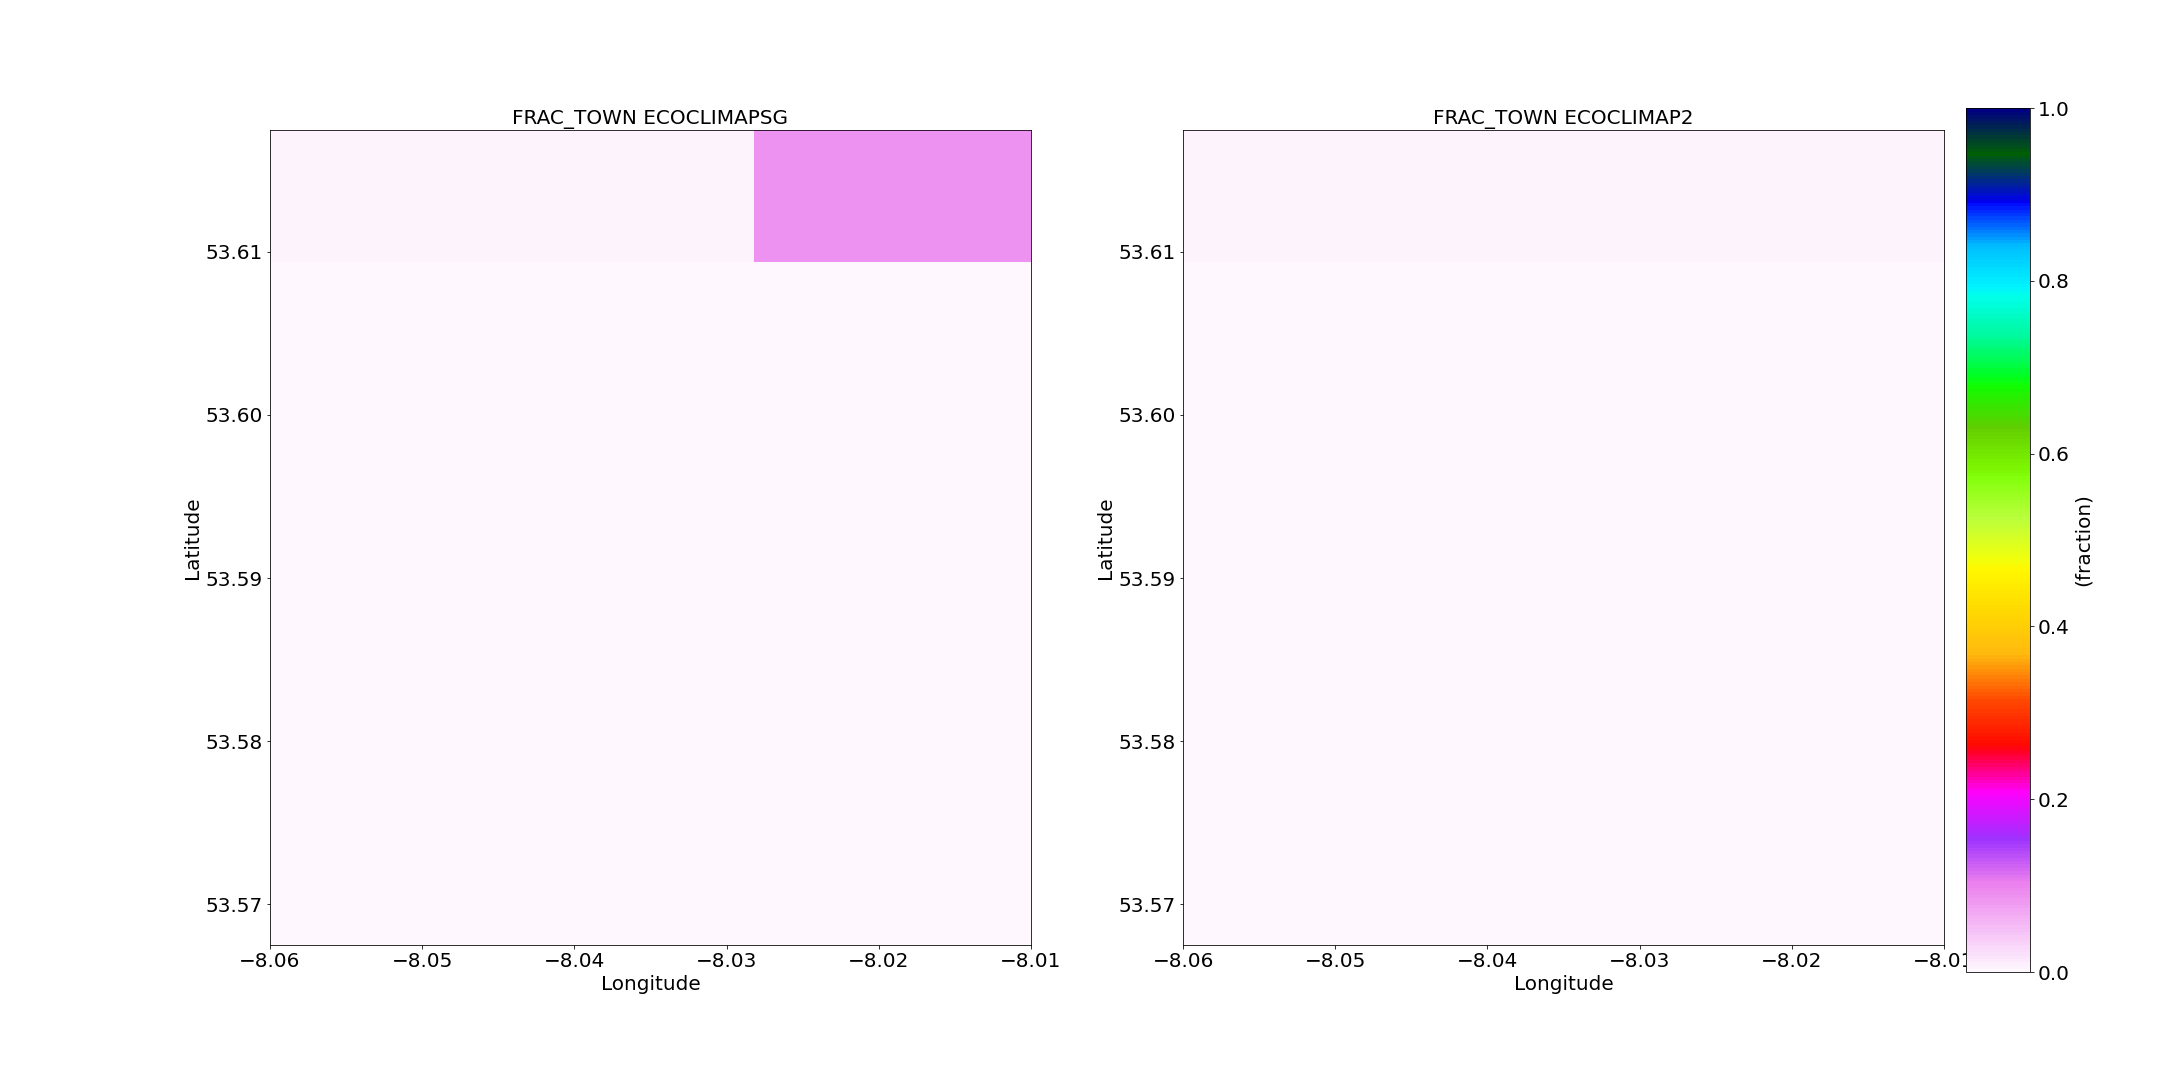 FRAC_TOWN ECOCLIMAPSG
53.61
53.60
53.59
53.58
53.57
Latitude
−8.06 −8.05 −8.04 −8.03 −8.02 −8.01
Longitude
FRAC_TOWN ECOCLIMAP2
53.61
53.60
53.59
53.58
53.57
Latitude
−8.06 −8.05 −8.04 −8.03 −8.02
Longitude
1.0
0.8
0.6
0.4
0.2
0.0
(fraction)